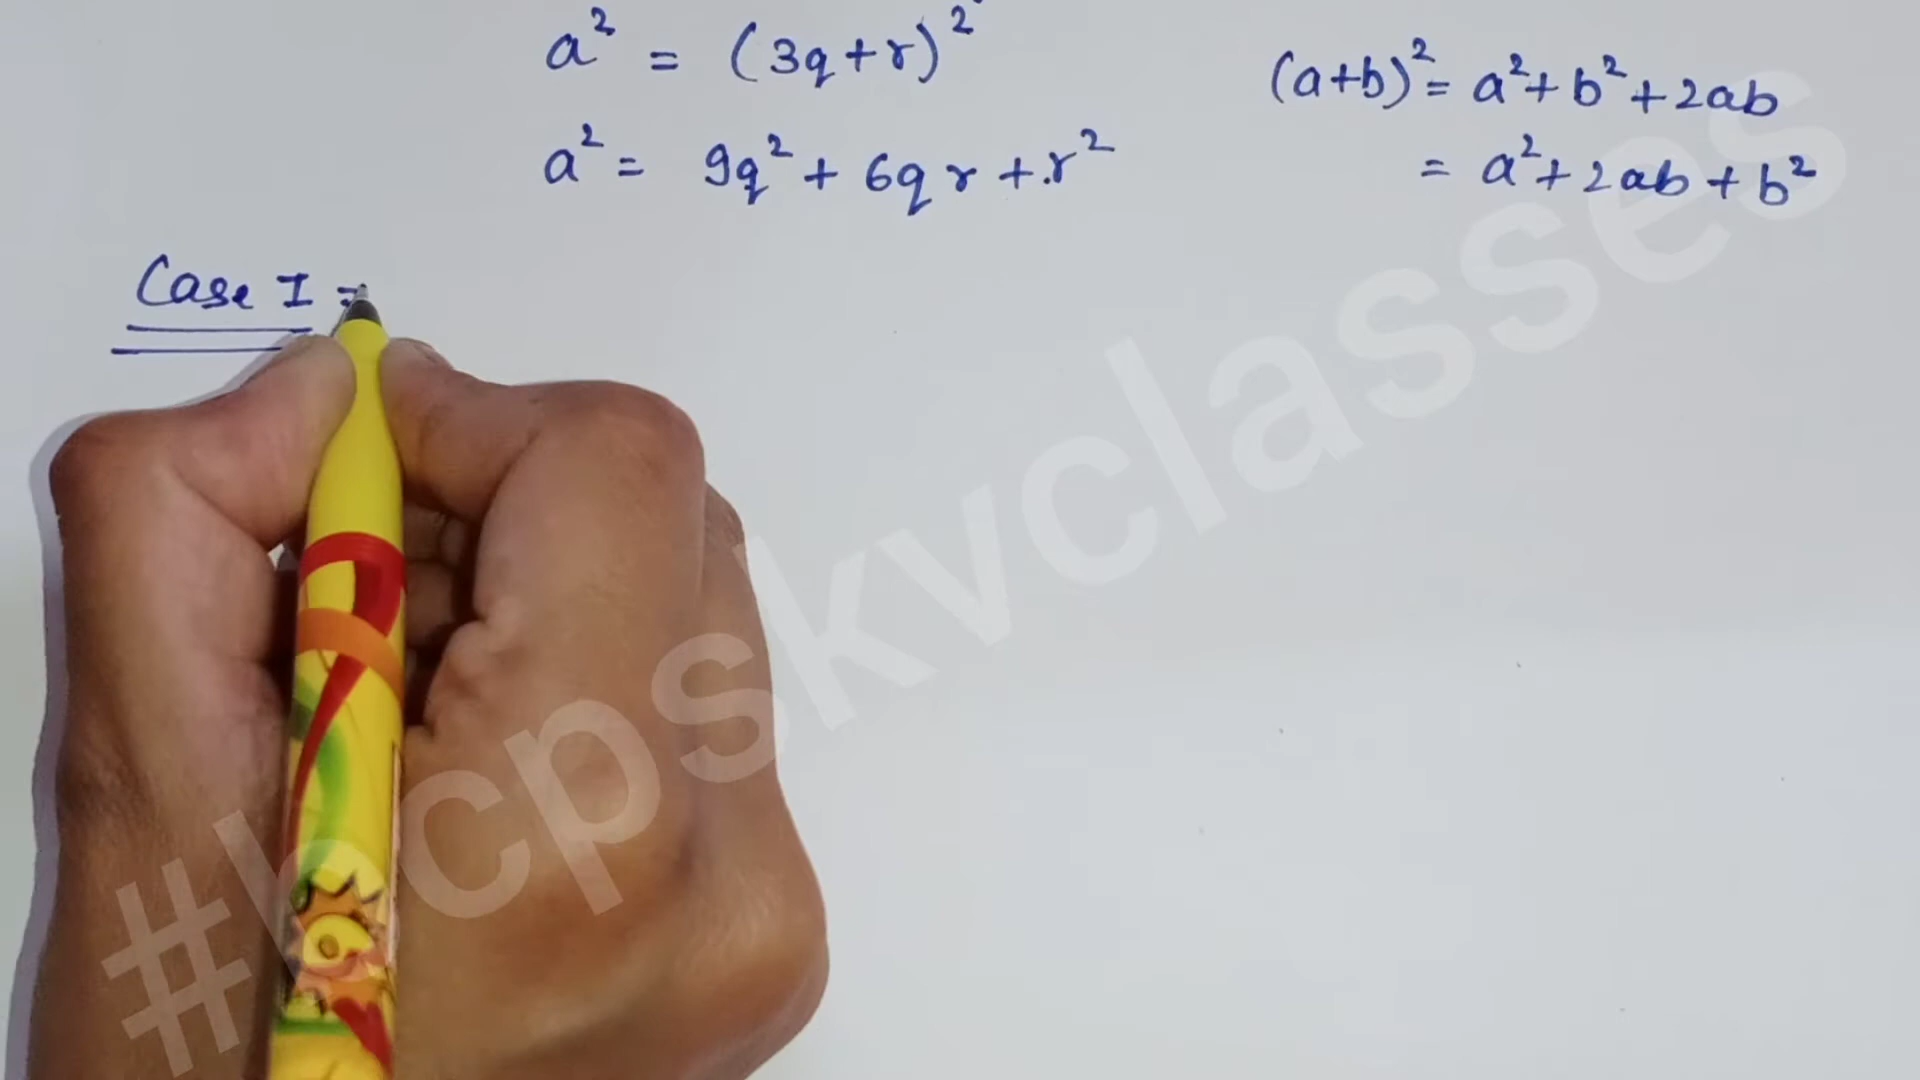 a² = (3q+r)²
a² = 9q² + 6qr + r²
(a+b)² = a² + b² + 2ab
= a² + 2ab + b²
Case I =
#bcpskvclasses